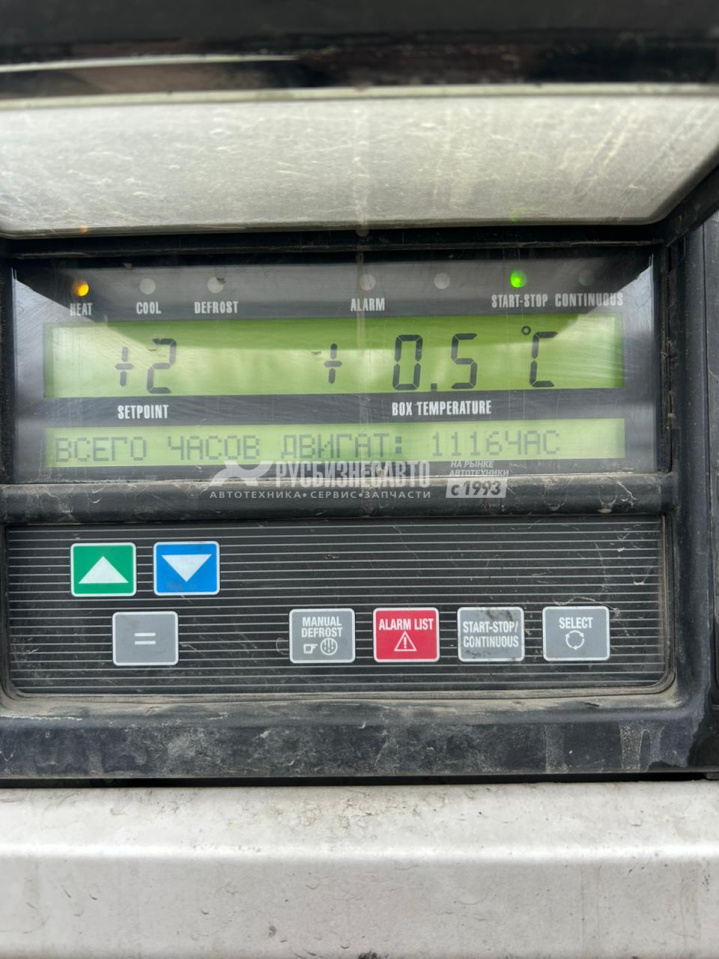 HEAT COOL DEFROST ALARM START-STOP CONTINUOUS
+2 + 0.5 °C
SETPOINT BOX TEMPERATURE
ВСЕГО ЧАСОВ ДВИГАТ: 11164ЧАС
РУСБИЗНЕСАВТО НА РЫНКЕ АВТОТЕХНИКИ
АВТОТЕХНИКА•СЕРВИС•ЗАПЧАСТИ с 1993
= MANUAL DEFROST ALARM LIST START-STOP/ CONTINUOUS SELECT